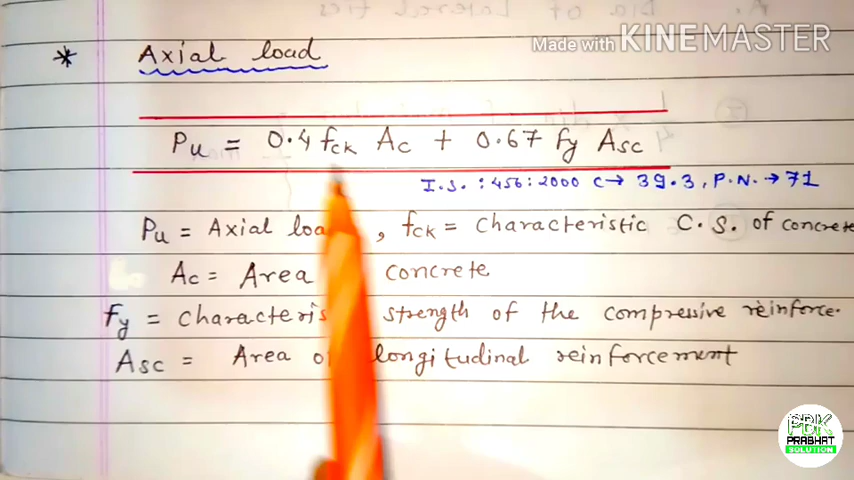 Made with KINEMASTER
* Axial load
Pu = 0.4 fck Ac + 0.67 fy Asc
I.S. : 456 : 2000 C → 39.3, P.N. → 71
Pu = Axial loa , fck = characteristic C.S. of concrete
Ac = Area concrete
fy = characteris strength of the compressive reinforce.
Asc = Area o longitudinal reinforcement
PBK
PRABHAT
SOLUTION